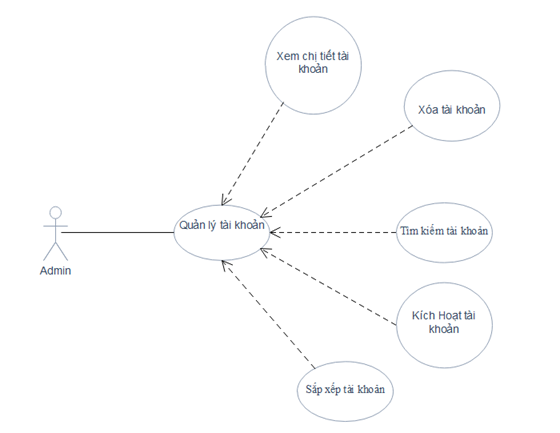 Xem chị tiết tài
khoản
Xóa tài khoản
Quản lý tài khoản
Tìm kiếm tài khoản
Admin
Kích Hoạt tài
khoản
Sắp xếp tài khoản